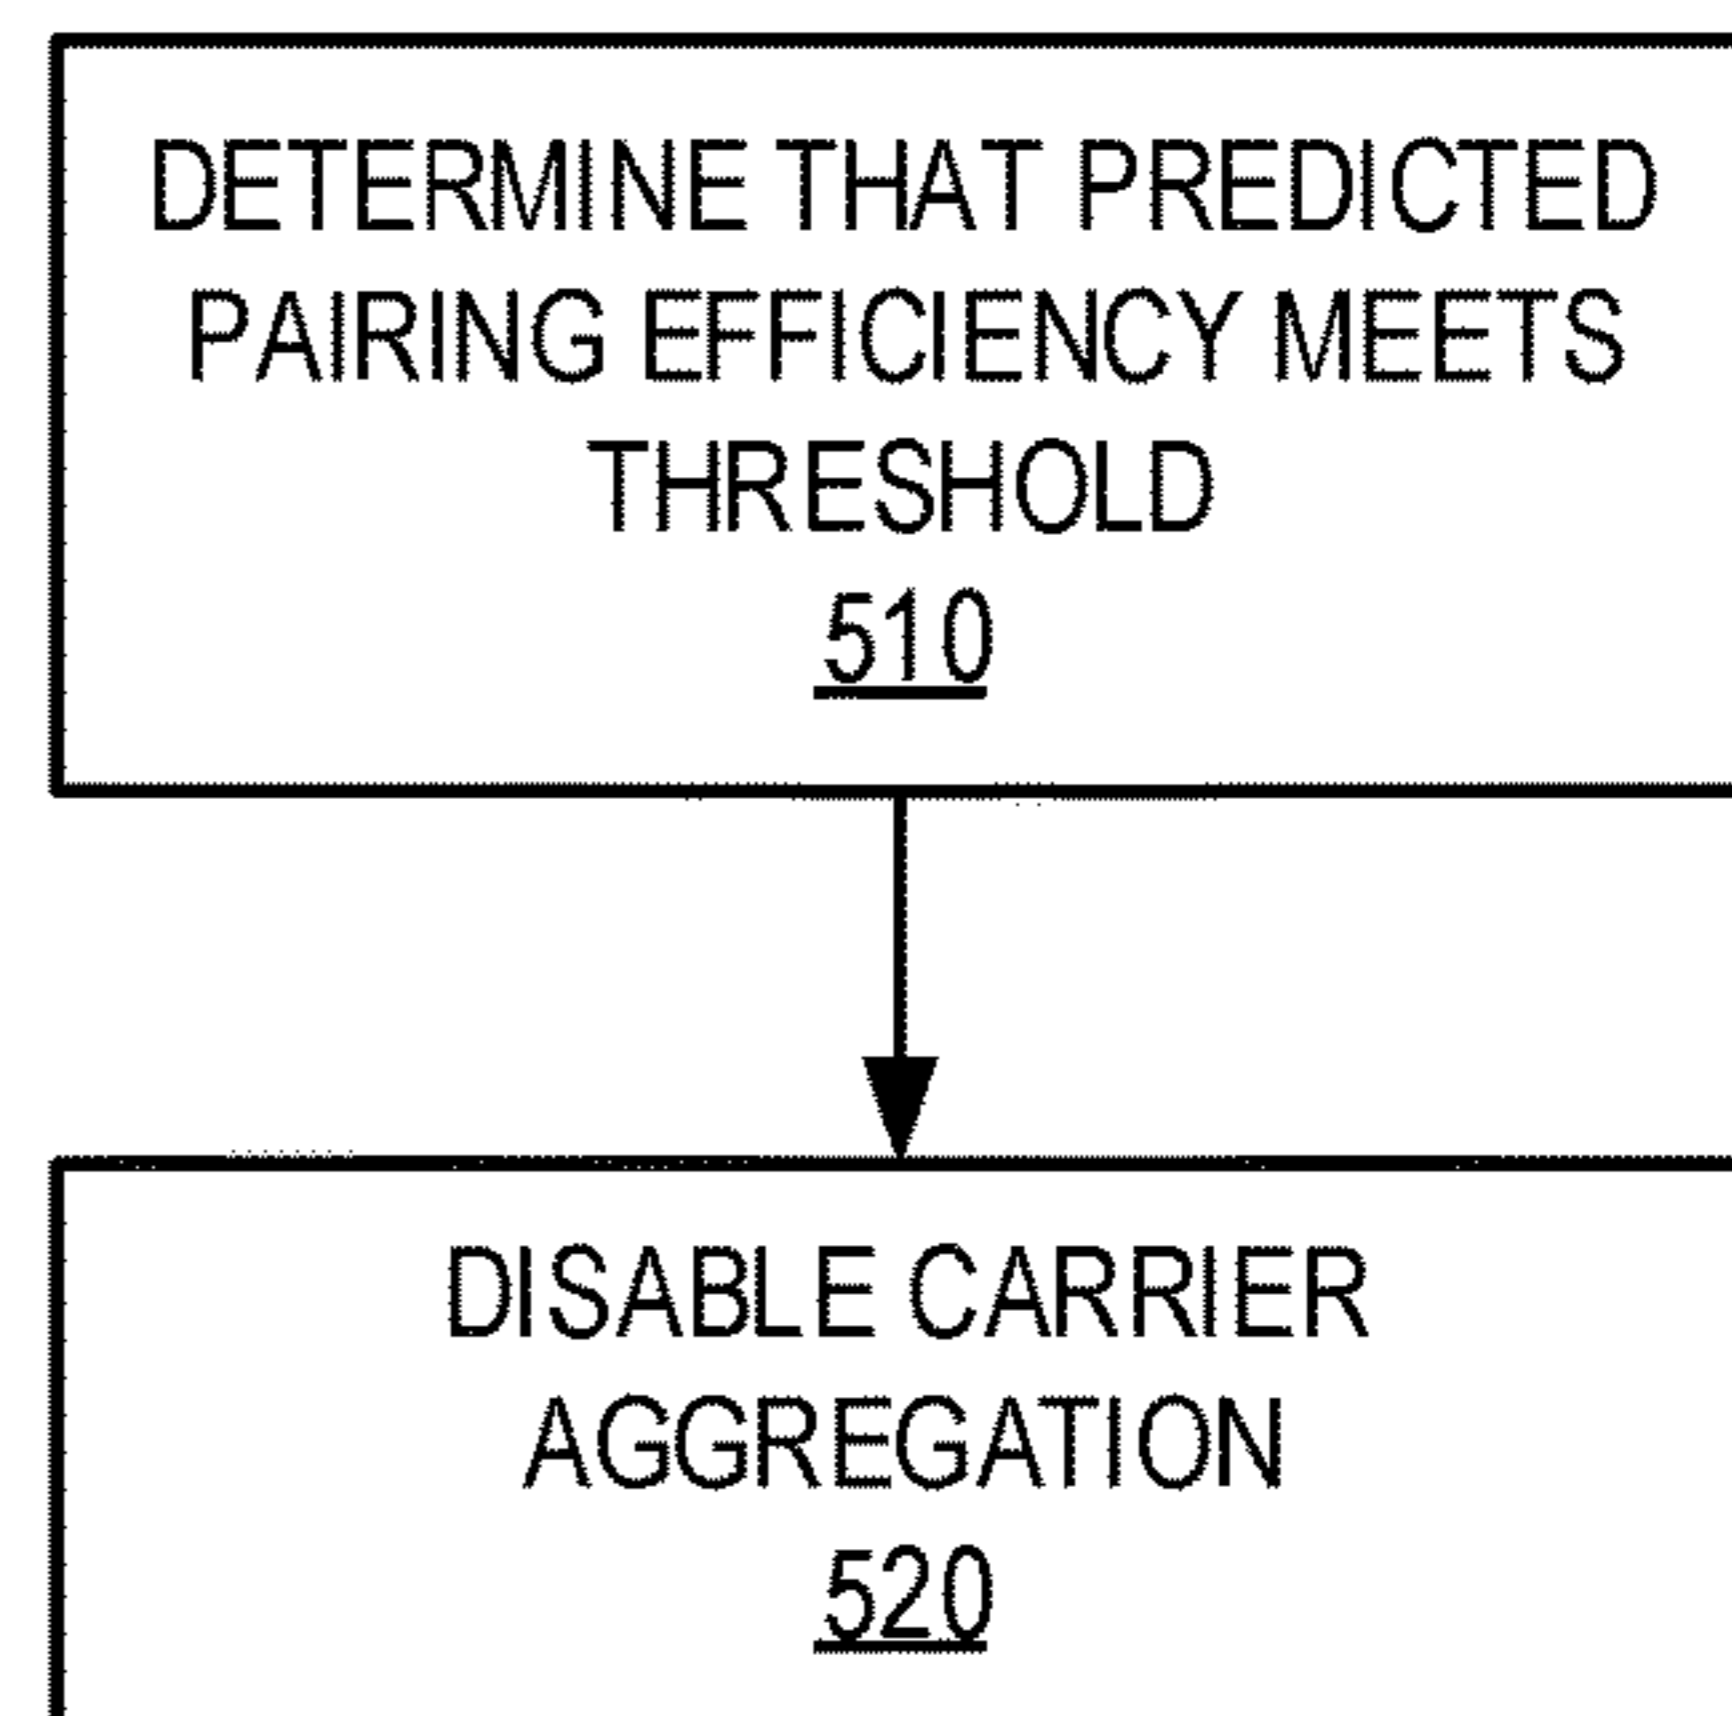 DETERMINE THAT PREDICTED
PAIRING EFFICIENCY MEETS
THRESHOLD
510
DISABLE CARRIER
AGGREGATION
520